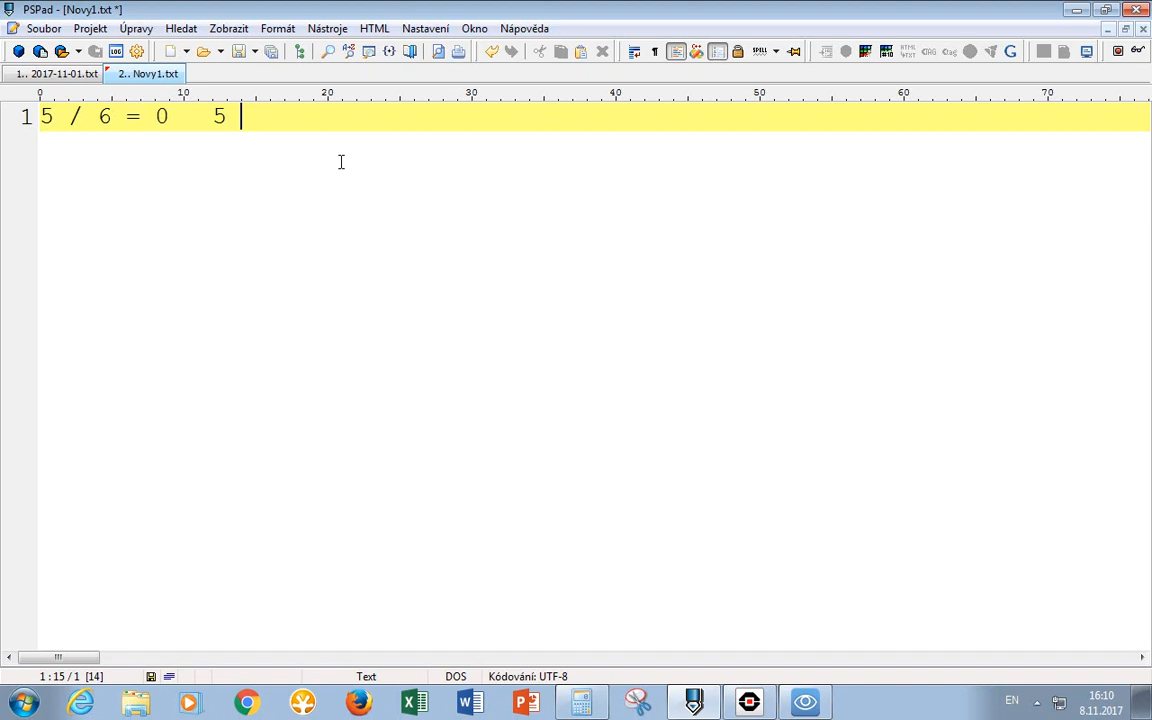 PSPad - [Novy1.txt *]
Soubor Projekt Úpravy Hledat Zobrazit Formát Nástroje HTML Nastavení Okno Nápověda
1.. 2017-11-01.txt 2.. Novy1.txt
0 10 20 30 40 50 60 70
1 5 / 6 = 0   5
1 : 15 / 1 [14] Text DOS Kódování: UTF-8
EN 16:10
8.11.2017